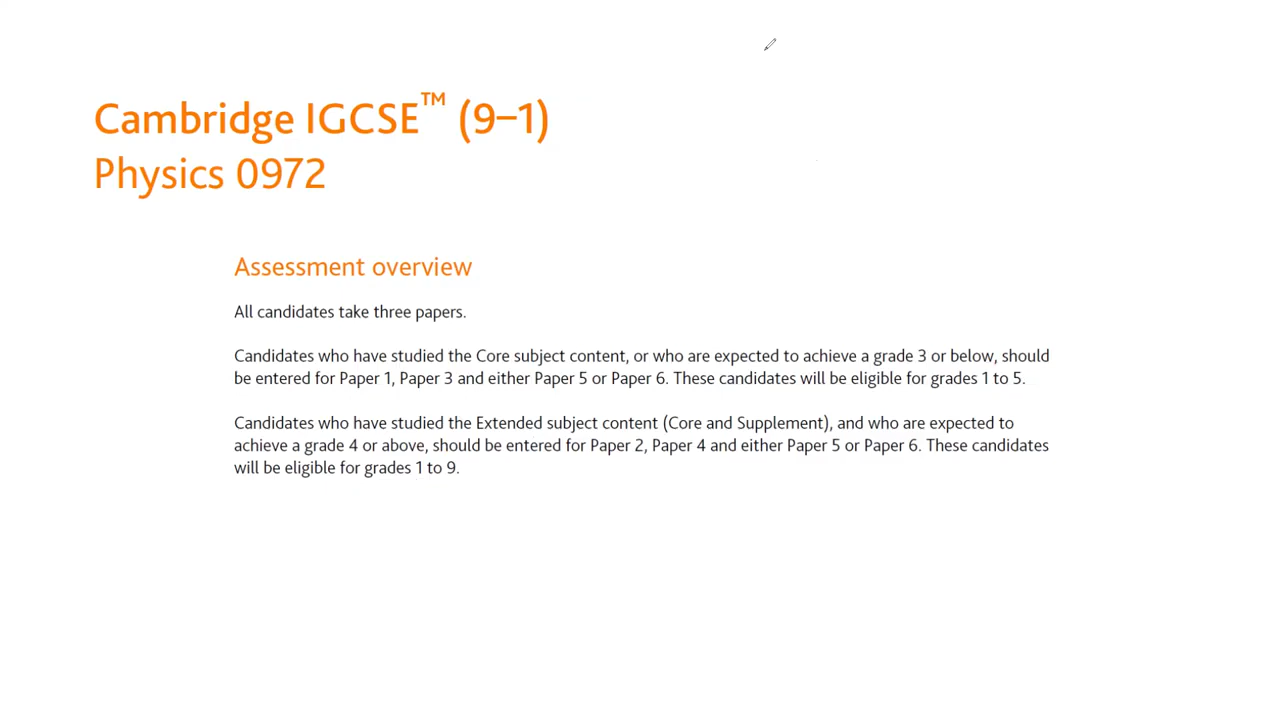 Cambridge IGCSE™ (9–1)
Physics 0972
Assessment overview
All candidates take three papers.
Candidates who have studied the Core subject content, or who are expected to achieve a grade 3 or below, should
be entered for Paper 1, Paper 3 and either Paper 5 or Paper 6. These candidates will be eligible for grades 1 to 5.
Candidates who have studied the Extended subject content (Core and Supplement), and who are expected to
achieve a grade 4 or above, should be entered for Paper 2, Paper 4 and either Paper 5 or Paper 6. These candidates
will be eligible for grades 1 to 9.